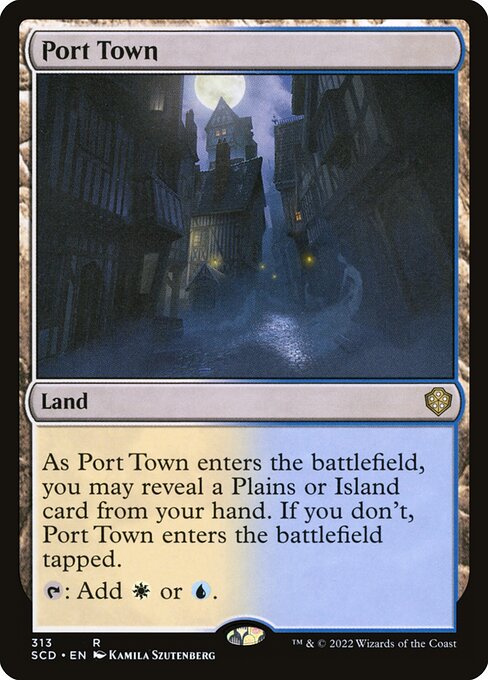 Port Town
Land
As Port Town enters the battlefield,
you may reveal a Plains or Island
card from your hand. If you don't,
Port Town enters the battlefield
tapped.
: Add or .
313 R
SCD • EN Kamila Szutenberg
™ & © 2022 Wizards of the Coast